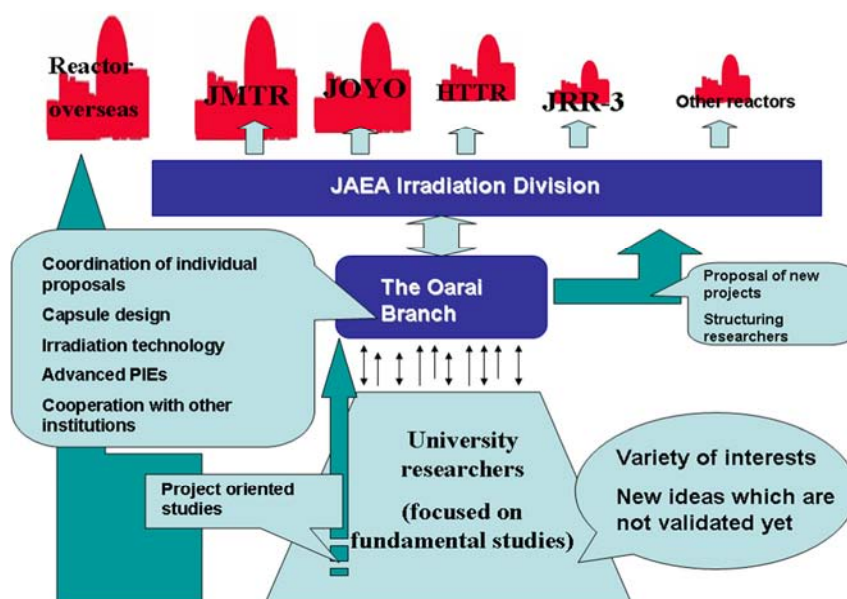 Reactor
overseas
JMTR
JOYO
HTTR
JRR-3
Other reactors
JAEA Irradiation Division
Coordination of individual
proposals
Capsule design
Irradiation technology
Advanced PIEs
Cooperation with other
institutions
The Oarai
Branch
Proposal of new
projects
Structuring
researchers
Project oriented
studies
University
researchers
(focused on
fundamental studies)
Variety of interests
New ideas which are
not validated yet